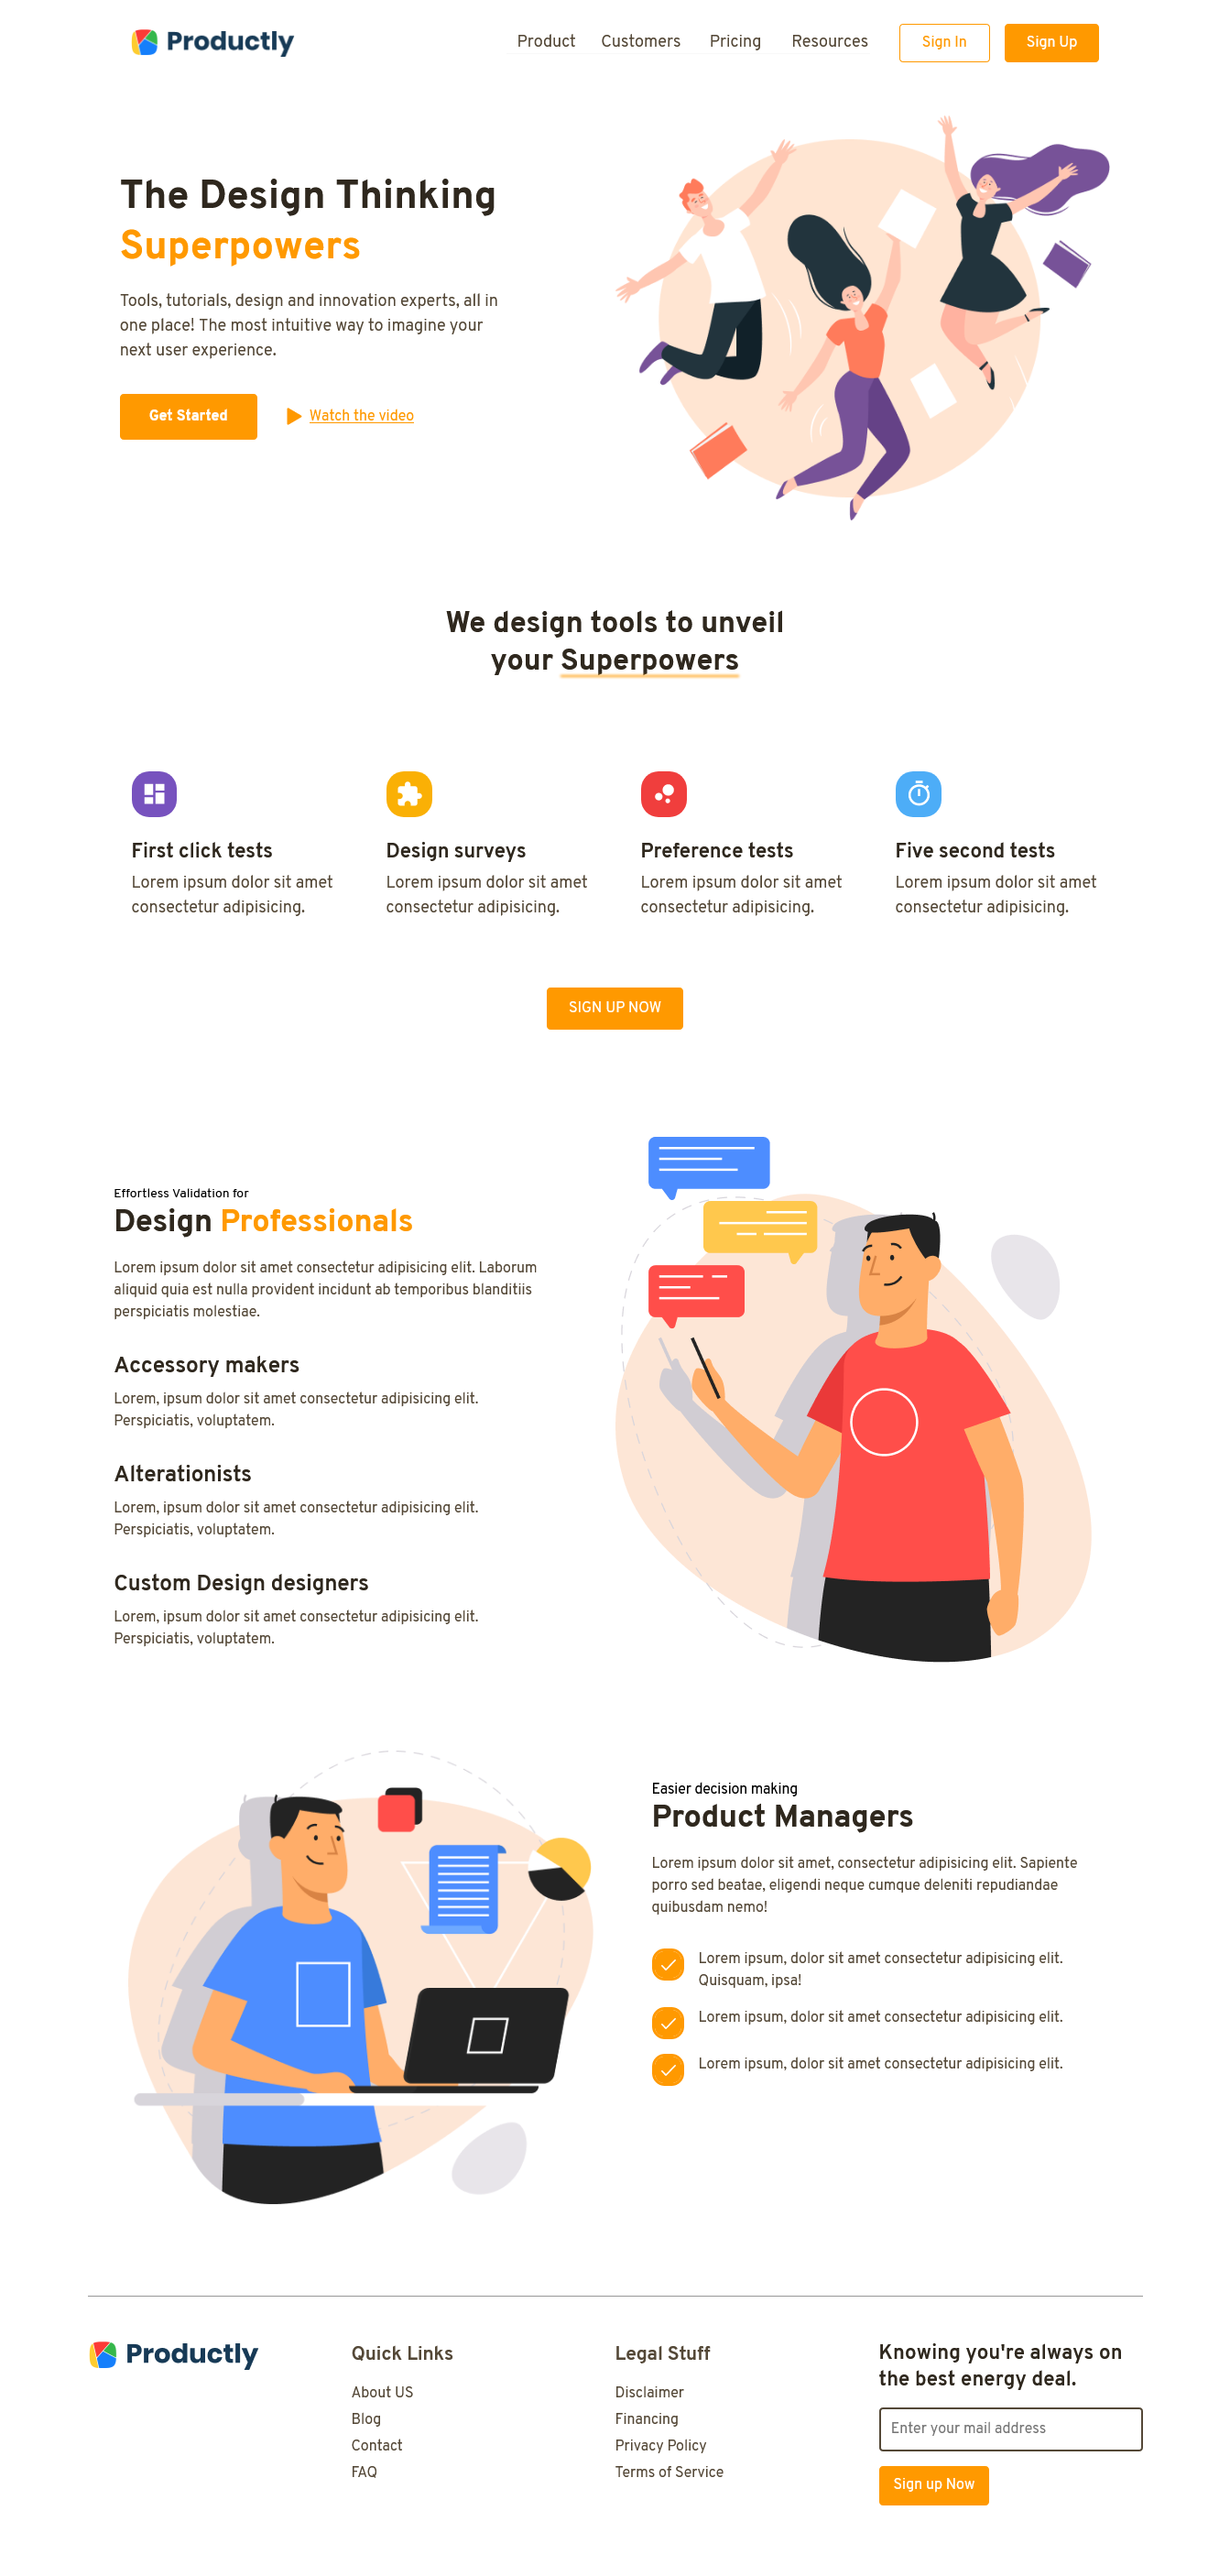 Productly
Product Customers Pricing Resources Sign In Sign Up
The Design Thinking
Superpowers
Tools, tutorials, design and innovation experts, all in
one place! The most intuitive way to imagine your
next user experience.
Get Started
Watch the video
We design tools to unveil
your Superpowers
First click tests
Lorem ipsum dolor sit amet
consectetur adipisicing.
Design surveys
Lorem ipsum dolor sit amet
consectetur adipisicing.
Preference tests
Lorem ipsum dolor sit amet
consectetur adipisicing.
Five second tests
Lorem ipsum dolor sit amet
consectetur adipisicing.
SIGN UP NOW
Effortless Validation for
Design Professionals
Lorem ipsum dolor sit amet consectetur adipisicing elit. Laborum
aliquid quia est nulla provident incidunt ab temporibus blanditiis
perspiciatis molestiae.
Accessory makers
Lorem, ipsum dolor sit amet consectetur adipisicing elit.
Perspiciatis, voluptatem.
Alterationists
Lorem, ipsum dolor sit amet consectetur adipisicing elit.
Perspiciatis, voluptatem.
Custom Design designers
Lorem, ipsum dolor sit amet consectetur adipisicing elit.
Perspiciatis, voluptatem.
Easier decision making
Product Managers
Lorem ipsum dolor sit amet, consectetur adipisicing elit. Sapiente
porro sed beatae, eligendi neque cumque deleniti repudiandae
quibusdam nemo!
Lorem ipsum, dolor sit amet consectetur adipisicing elit.
Quisquam, ipsa!
Lorem ipsum, dolor sit amet consectetur adipisicing elit.
Lorem ipsum, dolor sit amet consectetur adipisicing elit.
Productly
Quick Links
About US
Blog
Contact
FAQ
Legal Stuff
Disclaimer
Financing
Privacy Policy
Terms of Service
Knowing you're always on
the best energy deal.
Enter your mail address
Sign up Now